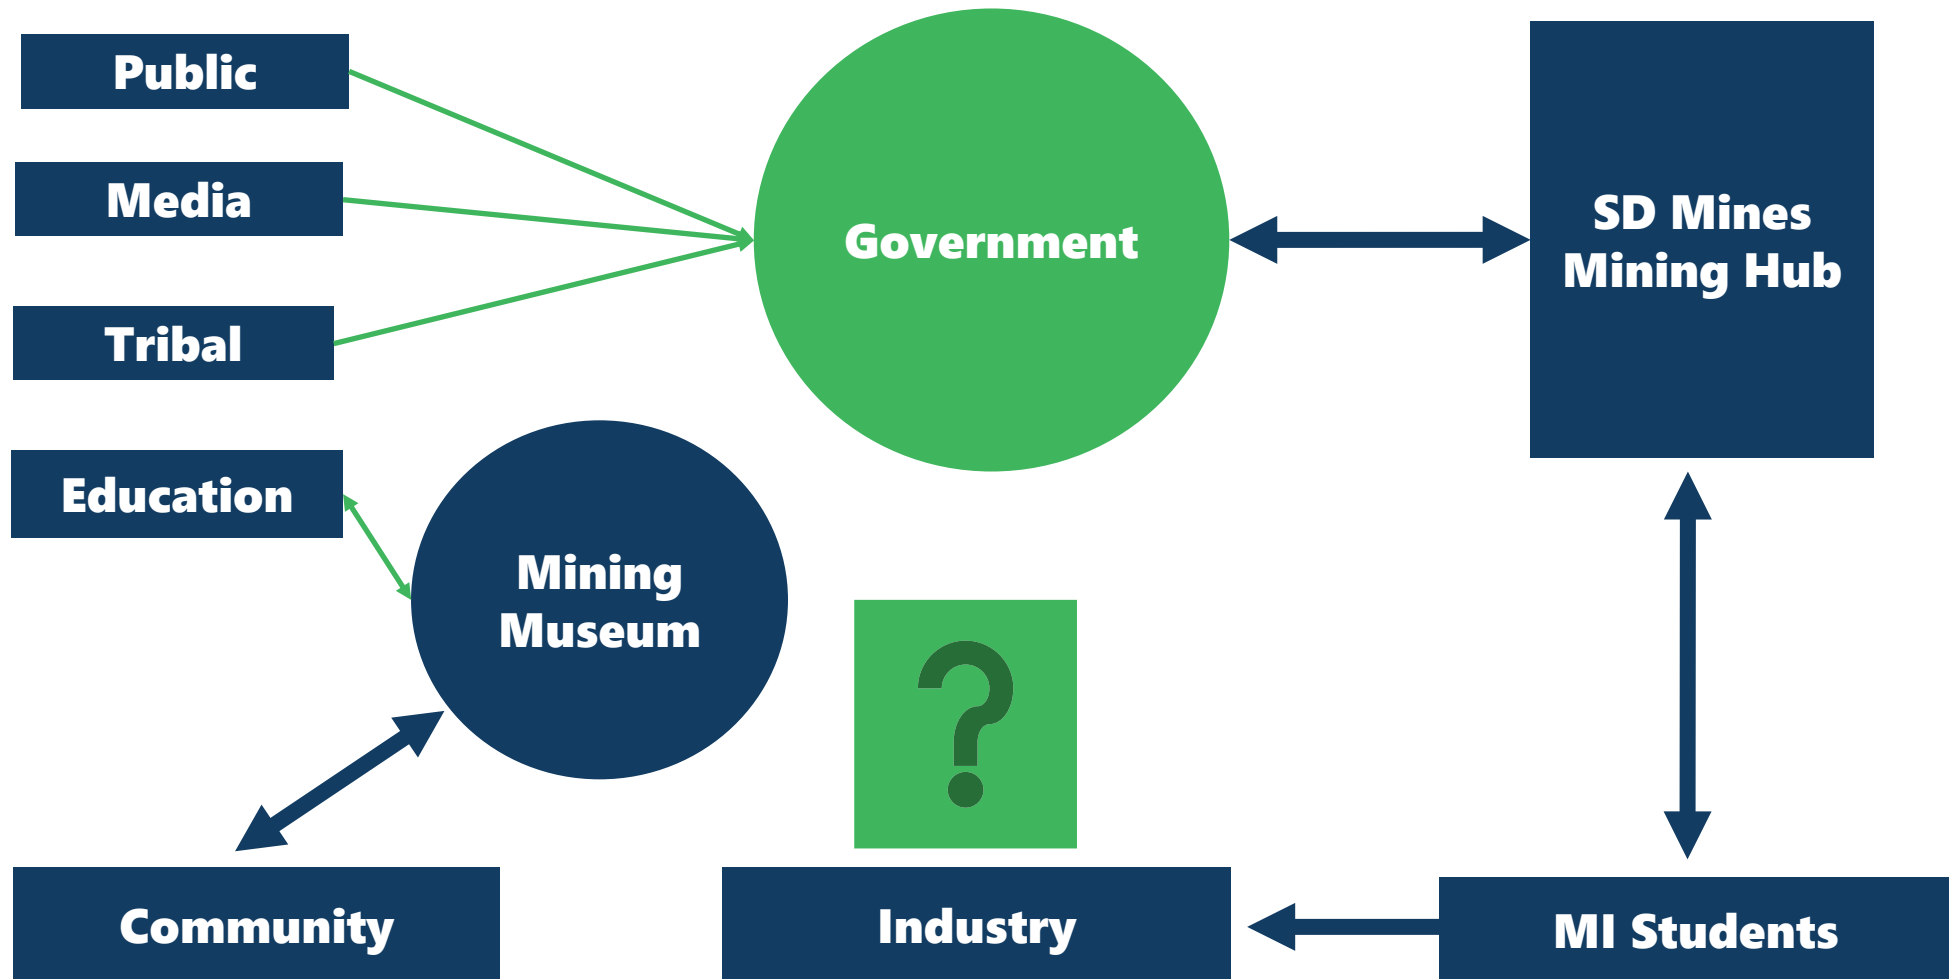 Public
Media
Tribal
Education
Government
SD Mines
Mining Hub
Mining
Museum
?
Community
Industry
MI Students